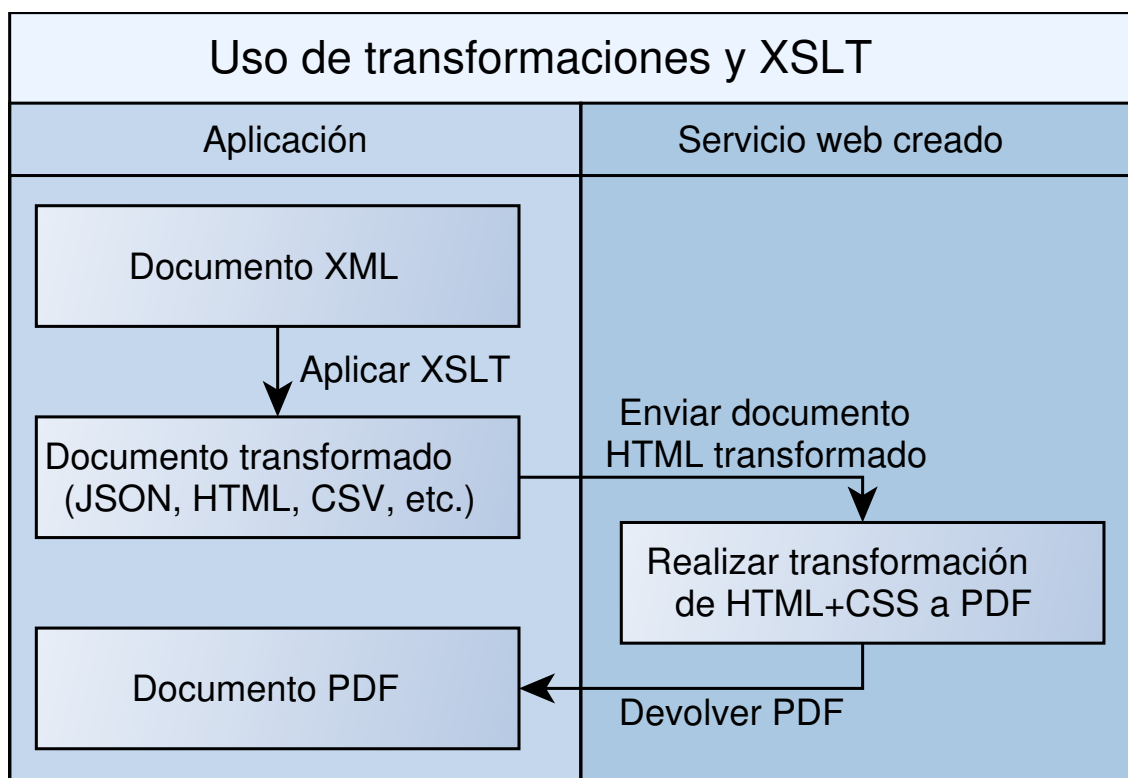 Uso de transformaciones y XSLT
Aplicación
Servicio web creado
Documento XML
Aplicar XSLT
Documento transformado
(JSON, HTML, CSV, etc.)
Enviar documento
HTML transformado
Realizar transformación
de HTML+CSS a PDF
Devolver PDF
Documento PDF